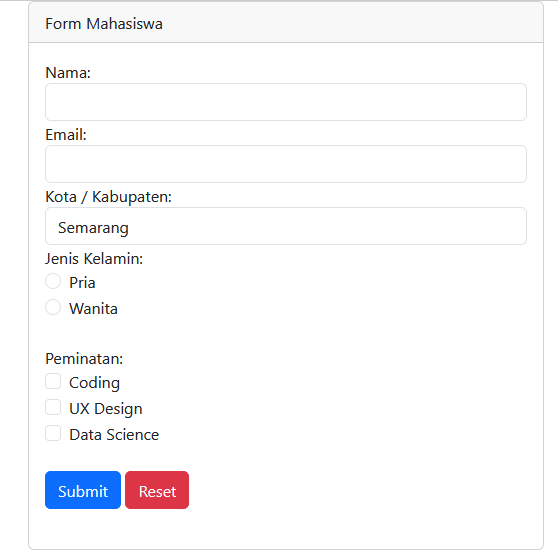 Form Mahasiswa
Nama:
Email:
Kota / Kabupaten:
Semarang
Jenis Kelamin:
Pria
Wanita
Peminatan:
Coding
UX Design
Data Science
Submit Reset